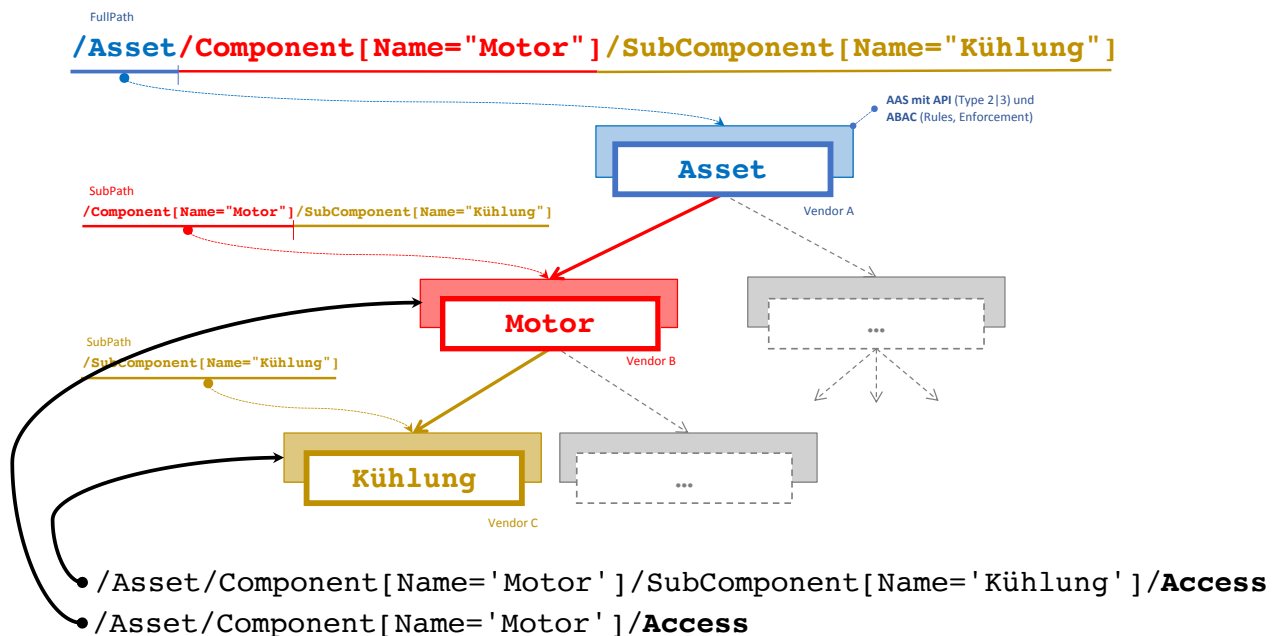 FullPath
/Asset/Component[Name="Motor"]/SubComponent[Name="Kühlung"]
AAS mit API (Type 2|3) und
ABAC (Rules, Enforcement)
Asset
Vendor A
SubPath
/Component[Name="Motor"]/SubComponent[Name="Kühlung"]
Motor
...
Vendor B
SubPath
/SubComponent[Name="Kühlung"]
Kühlung
...
Vendor C
/Asset/Component[Name='Motor']/SubComponent[Name='Kühlung']/Access
/Asset/Component[Name='Motor']/Access